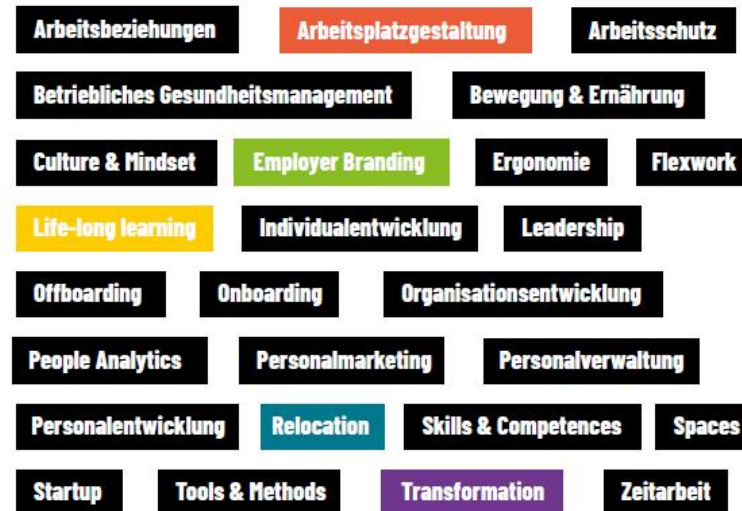 Arbeitsbeziehungen Arbeitsplatzgestaltung Arbeitsschutz
Betriebliches Gesundheitsmanagement Bewegung & Ernährung
Culture & Mindset Employer Branding Ergonomie Flexwork
Life-long learning Individualentwicklung Leadership
Offboarding Onboarding Organisationsentwicklung
People Analytics Personalmarketing Personalverwaltung
Personalentwicklung Relocation Skills & Competences Spaces
Startup Tools & Methods Transformation Zeitarbeit